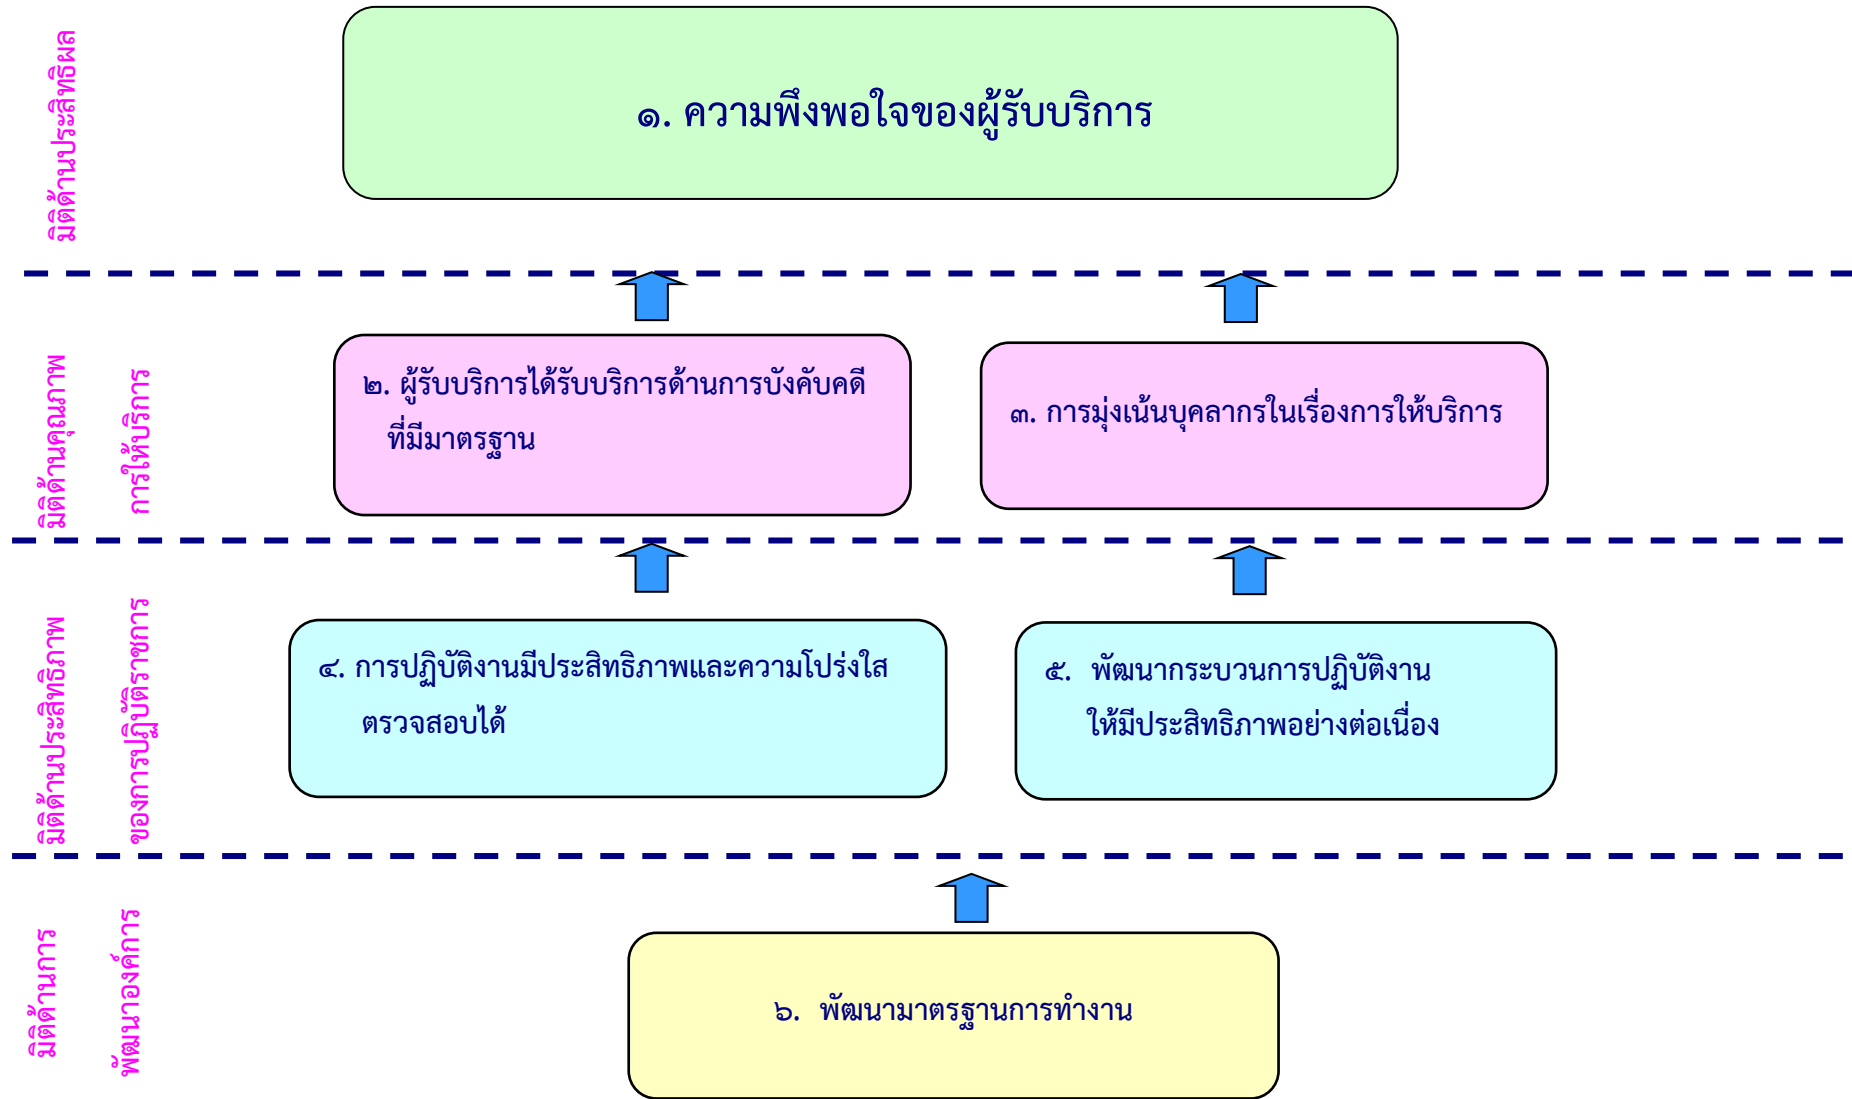 มิติด้านประสิทธิผล
๑. ความพึงพอใจของผู้รับบริการ
มิติด้านคุณภาพ
การให้บริการ
๒. ผู้รับบริการได้รับบริการด้านการบังคับคดี
ที่มีมาตรฐาน
๓. การมุ่งเน้นบุคลากรในเรื่องการให้บริการ
มิติด้านประสิทธิภาพ
ของการปฏิบัติราชการ
๔. การปฏิบัติงานมีประสิทธิภาพและความโปร่งใส
ตรวจสอบได้
๕. พัฒนากระบวนการปฏิบัติงาน
ให้มีประสิทธิภาพอย่างต่อเนื่อง
มิติด้านการ
พัฒนาองค์การ
๖. พัฒนามาตรฐานการทำงาน